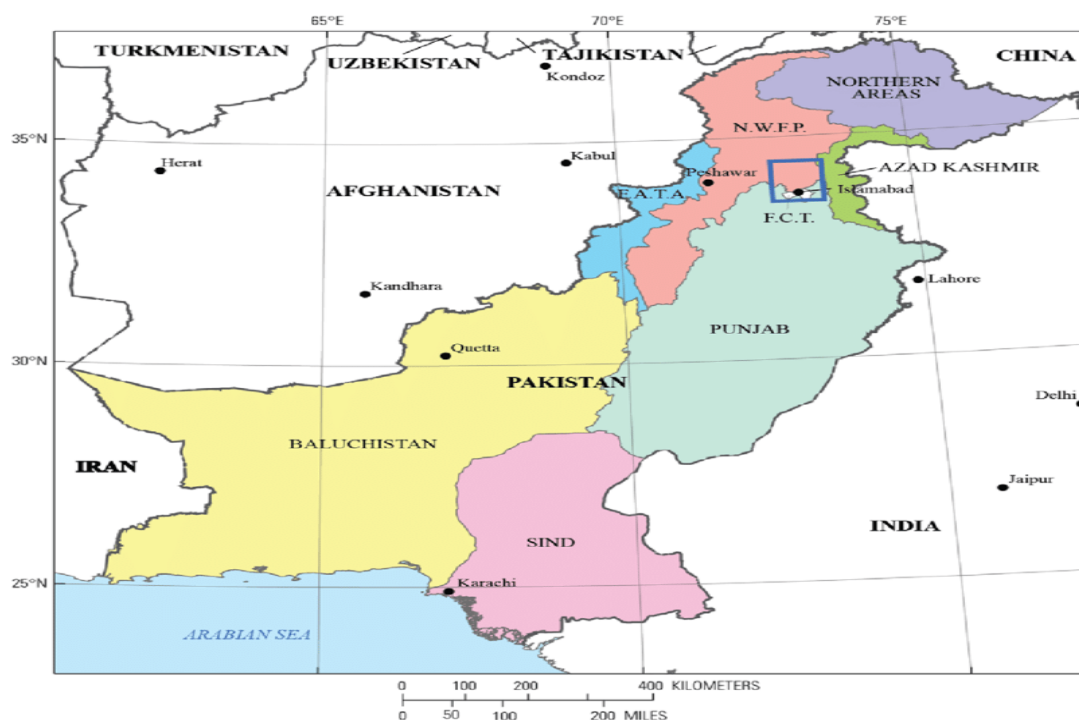 65°E 70°E 75°E
TURKMENISTAN
UZBEKISTAN
TAJIKISTAN
CHINA
Kondoz
NORTHERN
AREAS
N.W.F.P.
35°N
Herat
Kabul
Peshawar
AZAD KASHMIR
AFGHANISTAN
F.A.T.A.
Islamabad
F.C.T.
Kandhara
Lahore
PUNJAB
Quetta
30°N
PAKISTAN
Delhi
BALUCHISTAN
IRAN
Jaipur
INDIA
SIND
25°N
Karachi
ARABIAN SEA
0 100 200 400 KILOMETERS
0 50 100 200 MILES